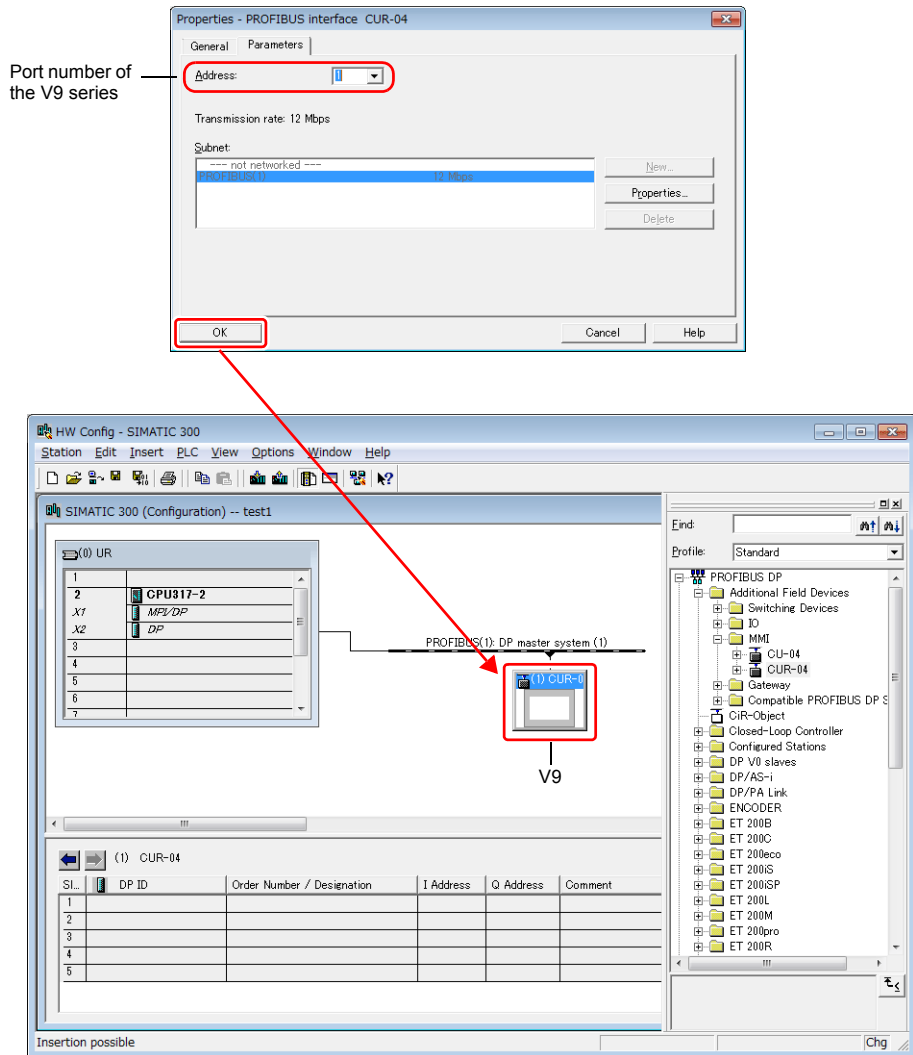 Properties - PROFIBUS interface CUR-04
General Parameters
Port number of
the V9 series
Address: 1
Transmission rate: 12 Mbps
Subnet:
--- not networked ---
PROFIBUS(1) 12 Mbps
New...
Properties...
Delete
OK Cancel Help
HW Config - SIMATIC 300
Station Edit Insert PLC View Options Window Help
SIMATIC 300 (Configuration) -- test1
(0) UR
1
2 CPU317-2
X1 MPI/DP
X2 DP
3
4
5
6
7
PROFIBUS(1): DP master system (1)
(1) CUR-0
V9
Find:
Profile: Standard
PROFIBUS DP
Additional Field Devices
Switching Devices
IO
MMI
CU-04
CUR-04
Gateway
Compatible PROFIBUS DP S
CiR-Object
Closed-Loop Controller
Configured Stations
DP V0 slaves
DP/AS-i
DP/PA Link
ENCODER
ET 200B
ET 200C
ET 200eco
ET 200iS
ET 200iSP
ET 200L
ET 200M
ET 200pro
ET 200R
(1) CUR-04
Sl... DP ID Order Number / Designation I Address Q Address Comment
1
2
3
4
5
Insertion possible Chg